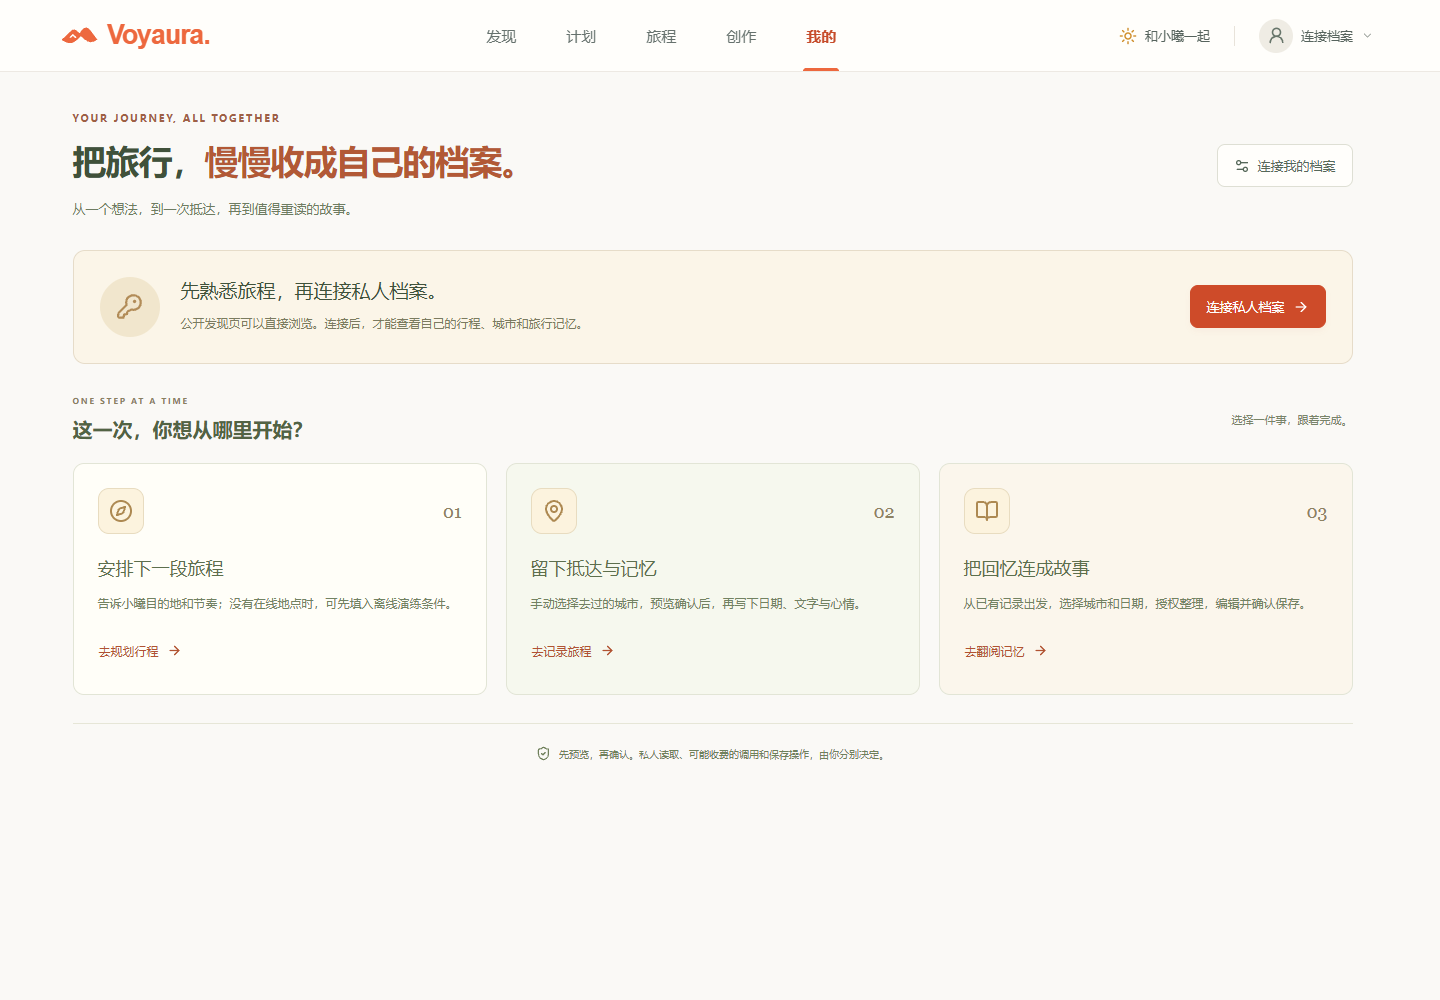 Voyaura.
发现 计划 旅程 创作 我的
和小曦一起 连接档案
YOUR JOURNEY, ALL TOGETHER
把旅行，慢慢收成自己的档案。
连接我的档案
从一个想法，到一次抵达，再到值得重读的故事。
先熟悉旅程，再连接私人档案。
公开发现页可以直接浏览。连接后，才能查看自己的行程、城市和旅行记忆。
连接私人档案
ONE STEP AT A TIME
这一次，你想从哪里开始？
选择一件事，跟着完成。
01
安排下一段旅程
告诉小曦目的地和节奏；没有在线地点时，可先填入离线演练条件。
去规划行程
02
留下抵达与记忆
手动选择去过的城市，预览确认后，再写下日期、文字与心情。
去记录旅程
03
把回忆连成故事
从已有记录出发，选择城市和日期，授权整理，编辑并确认保存。
去翻阅记忆
先预览，再确认。私人读取、可能收费的调用和保存操作，由你分别决定。